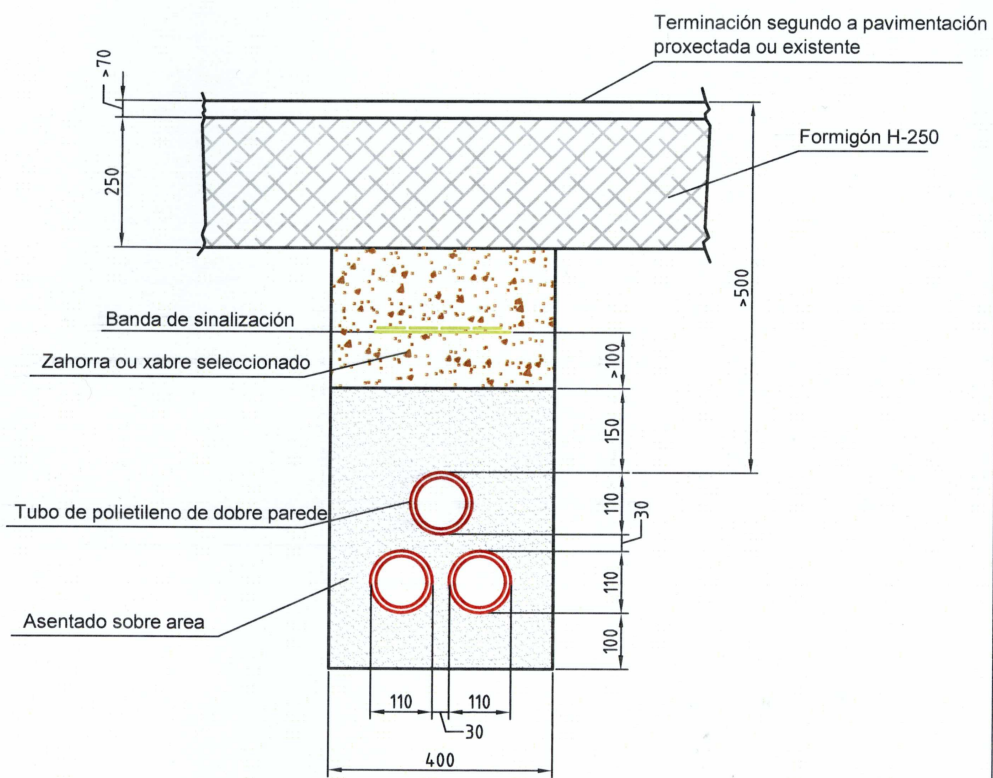 Terminación segundo a pavimentación
proxectada ou existente
>70
Formigón H-250
250
>500
Banda de sinalización
>100
Zahorra ou xabre seleccionado
150
Tubo de polietileno de dobre parede
110
30
110
Asentado sobre area
100
110
110
30
400